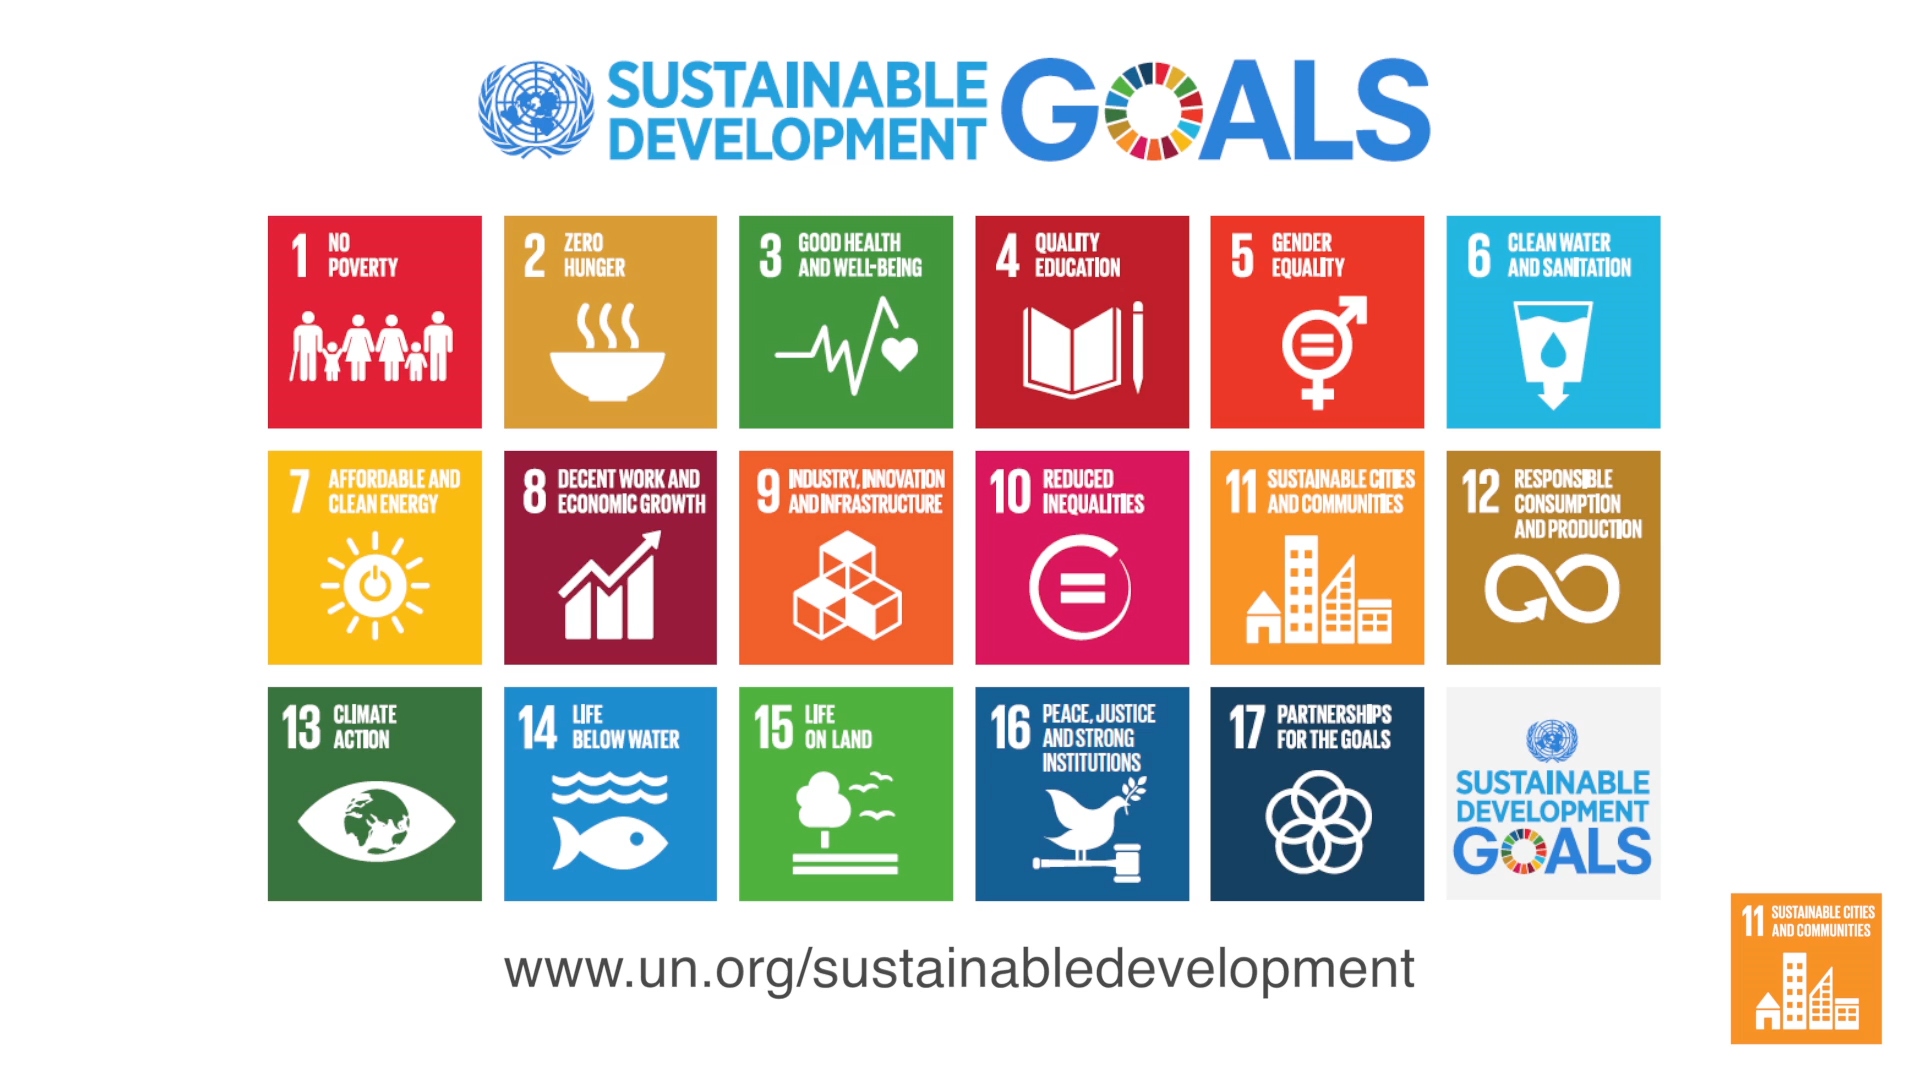 SUSTAINABLE
DEVELOPMENT
GOALS
1 NO
POVERTY
2 ZERO
HUNGER
3 GOOD HEALTH
AND WELL-BEING
4 QUALITY
EDUCATION
5 GENDER
EQUALITY
6 CLEAN WATER
AND SANITATION
7 AFFORDABLE AND
CLEAN ENERGY
8 DECENT WORK AND
ECONOMIC GROWTH
9 INDUSTRY, INNOVATION
AND INFRASTRUCTURE
10 REDUCED
INEQUALITIES
11 SUSTAINABLE CITIES
AND COMMUNITIES
12 RESPONSIBLE
CONSUMPTION
AND PRODUCTION
13 CLIMATE
ACTION
14 LIFE
BELOW WATER
15 LIFE
ON LAND
16 PEACE, JUSTICE
AND STRONG
INSTITUTIONS
17 PARTNERSHIPS
FOR THE GOALS
SUSTAINABLE
DEVELOPMENT
GOALS
www.un.org/sustainabledevelopment
11 SUSTAINABLE CITIES
AND COMMUNITIES